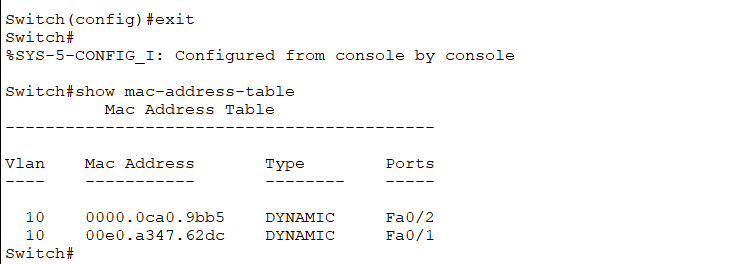 Switch(config)#exit
Switch#
%SYS-5-CONFIG_I: Configured from console by console
Switch#show mac-address-table
Mac Address Table
-------------------------------------------
Vlan    Mac Address       Type        Ports
----    -----------       --------    -----
10    0000.0ca0.9bb5    DYNAMIC     Fa0/2
10    00e0.a347.62dc    DYNAMIC     Fa0/1
Switch#